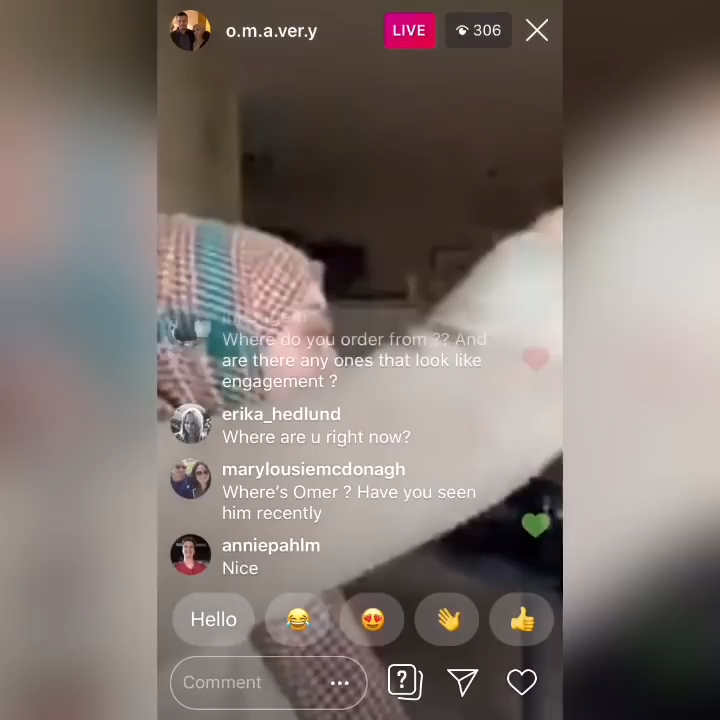 o.m.a.ver.y
LIVE
306
Where do you order from ?? And
are there any ones that look like
engagement ?
erika_hedlund
Where are u right now?
marylousiemcdonagh
Where's Omer ? Have you seen
him recently
anniepahlm
Nice
Hello
Comment